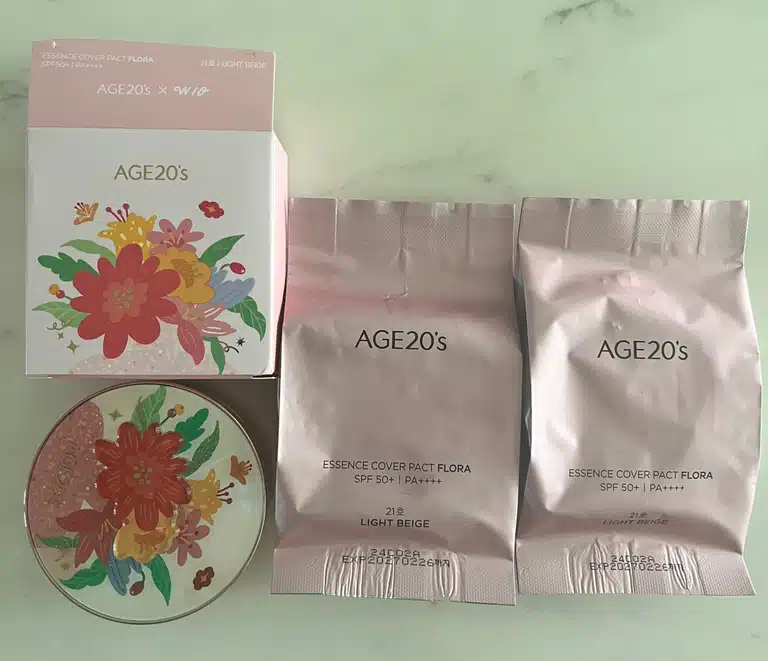 ESSENCE COVER PACT FLORA
SPF50+ | PA++++
21호 | LIGHT BEIGE
AGE20's × wio
AGE20's
AGE20's
ESSENCE COVER PACT FLORA
SPF 50+ | PA++++
21호
LIGHT BEIGE
24D02A
EXP20270226까지
AGE20's
ESSENCE COVER PACT FLORA
SPF 50+ | PA++++
21호
LIGHT BEIGE
24D02A
EXP20270226까지